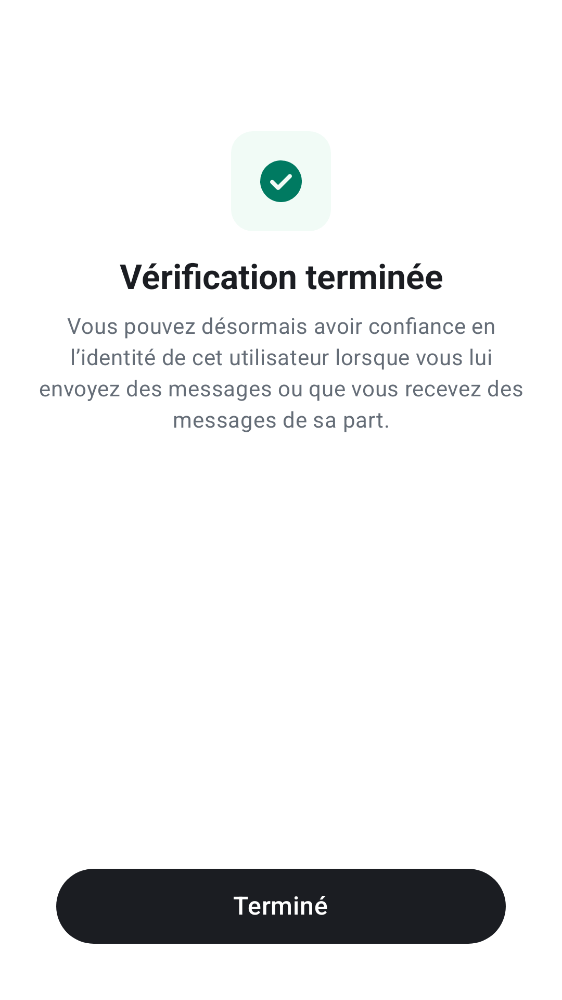 Vérification terminée
Vous pouvez désormais avoir confiance en
l’identité de cet utilisateur lorsque vous lui
envoyez des messages ou que vous recevez des
messages de sa part.
Terminé